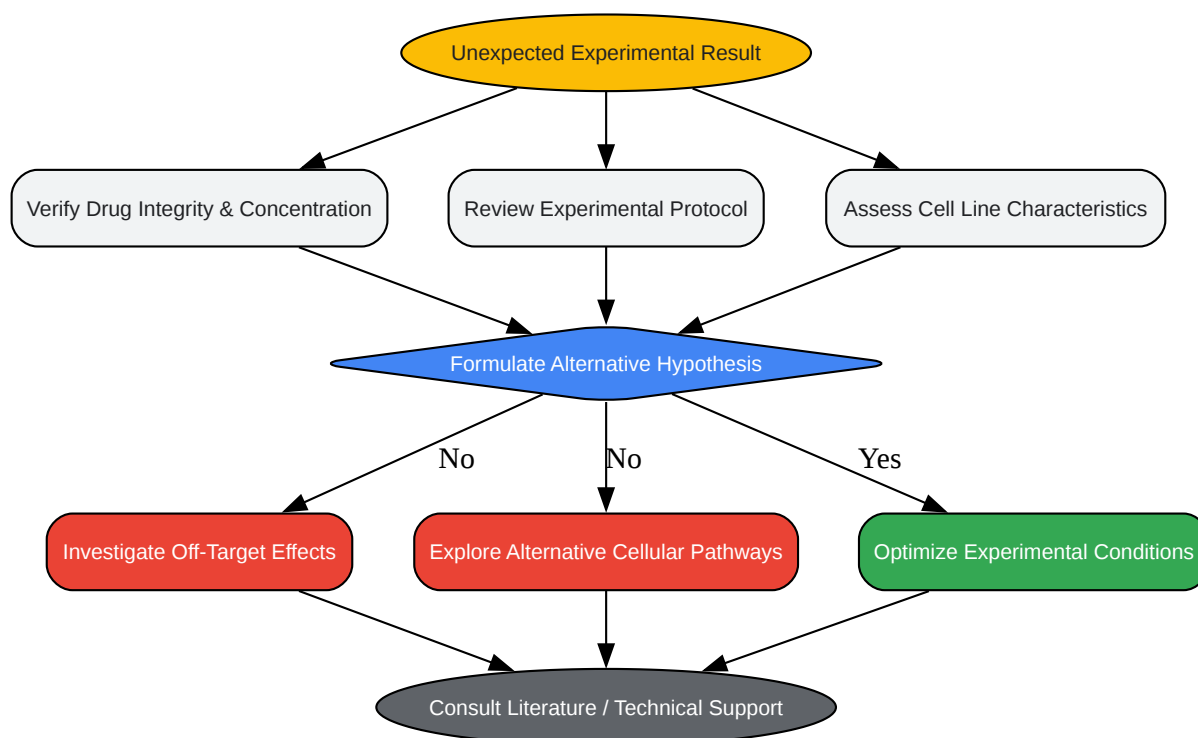 Unexpected Experimental Result
Verify Drug Integrity & Concentration
Review Experimental Protocol
Assess Cell Line Characteristics
Formulate Alternative Hypothesis
No
No
Yes
Investigate Off-Target Effects
Explore Alternative Cellular Pathways
Optimize Experimental Conditions
Consult Literature / Technical Support